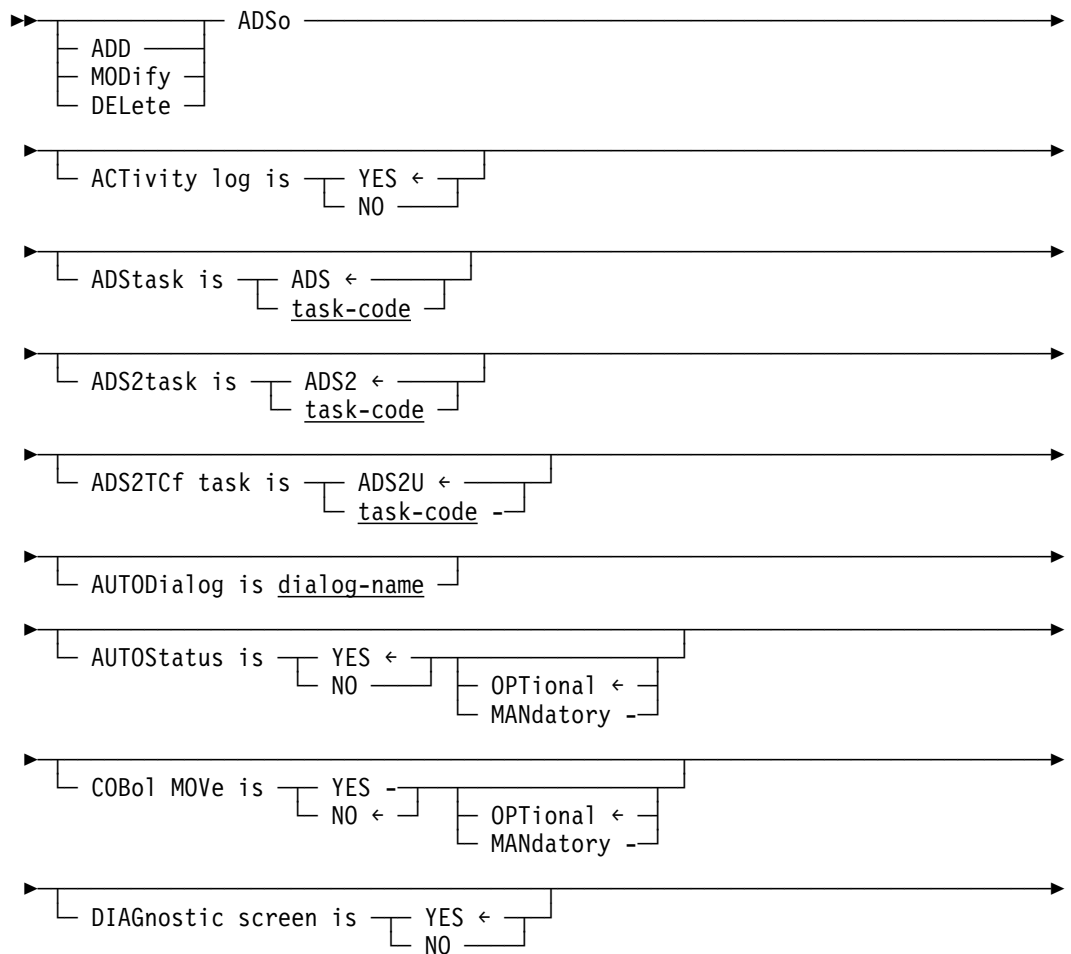 ADSo
ADD
MODify
DELete
ACTivity log is YES ←
NO
ADStask is ADS ←
task-code
ADS2task is ADS2 ←
task-code
ADS2TCf task is ADS2U ←
task-code -
AUTODialog is dialog-name
AUTOStatus is YES ←
NO OPTional ←
MANdatory -
COBol MOVe is YES -
NO ← OPTional ←
MANdatory -
DIAGnostic screen is YES ←
NO